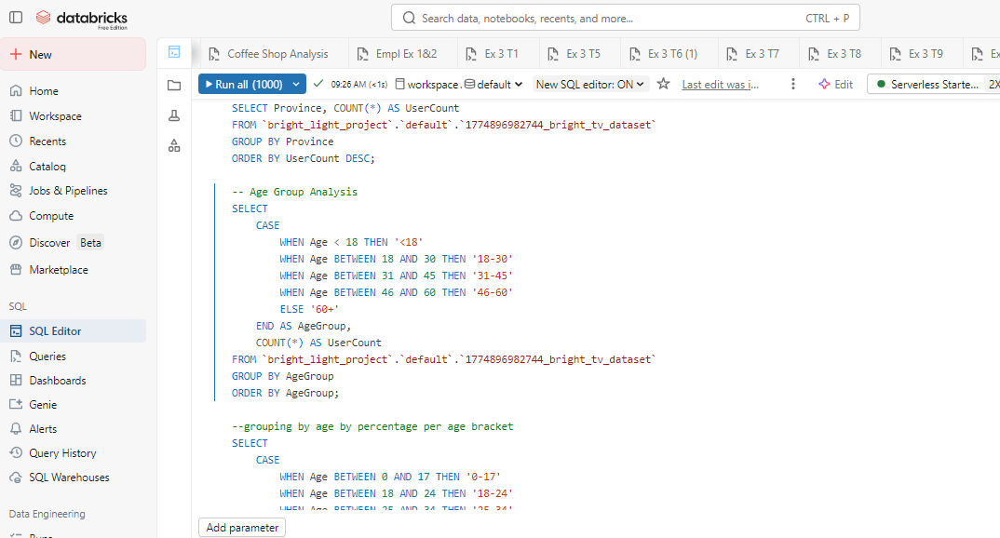 databricks
Free Edition
Search data, notebooks, recents, and more...
CTRL + P
New
Home
Workspace
Recents
Catalog
Jobs & Pipelines
Compute
Discover Beta
Marketplace
SQL
SQL Editor
Queries
Dashboards
Genie
Alerts
Query History
SQL Warehouses
Data Engineering
Coffee Shop Analysis
Empl Ex 1&2
Ex 3 T1
Ex 3 T5
Ex 3 T6 (1)
Ex 3 T7
Ex 3 T8
Ex 3 T9
Run all (1000)
09:26 AM (<1s)
workspace.
default
New SQL editor: ON
Last edit was i...
Edit
Serverless Starte...
2X
SELECT Province, COUNT(*) AS UserCount
FROM `bright_light_project`.`default`.`1774896982744_bright_tv_dataset`
GROUP BY Province
ORDER BY UserCount DESC;
-- Age Group Analysis
SELECT
CASE
WHEN Age < 18 THEN '<18'
WHEN Age BETWEEN 18 AND 30 THEN '18-30'
WHEN Age BETWEEN 31 AND 45 THEN '31-45'
WHEN Age BETWEEN 46 AND 60 THEN '46-60'
ELSE '60+'
END AS AgeGroup,
COUNT(*) AS UserCount
FROM `bright_light_project`.`default`.`1774896982744_bright_tv_dataset`
GROUP BY AgeGroup
ORDER BY AgeGroup;
--grouping by age by percentage per age bracket
SELECT
CASE
WHEN Age BETWEEN 0 AND 17 THEN '0-17'
WHEN Age BETWEEN 18 AND 24 THEN '18-24'
WHEN Age BETWEEN 25 AND 34 THEN '25-34'
Add parameter